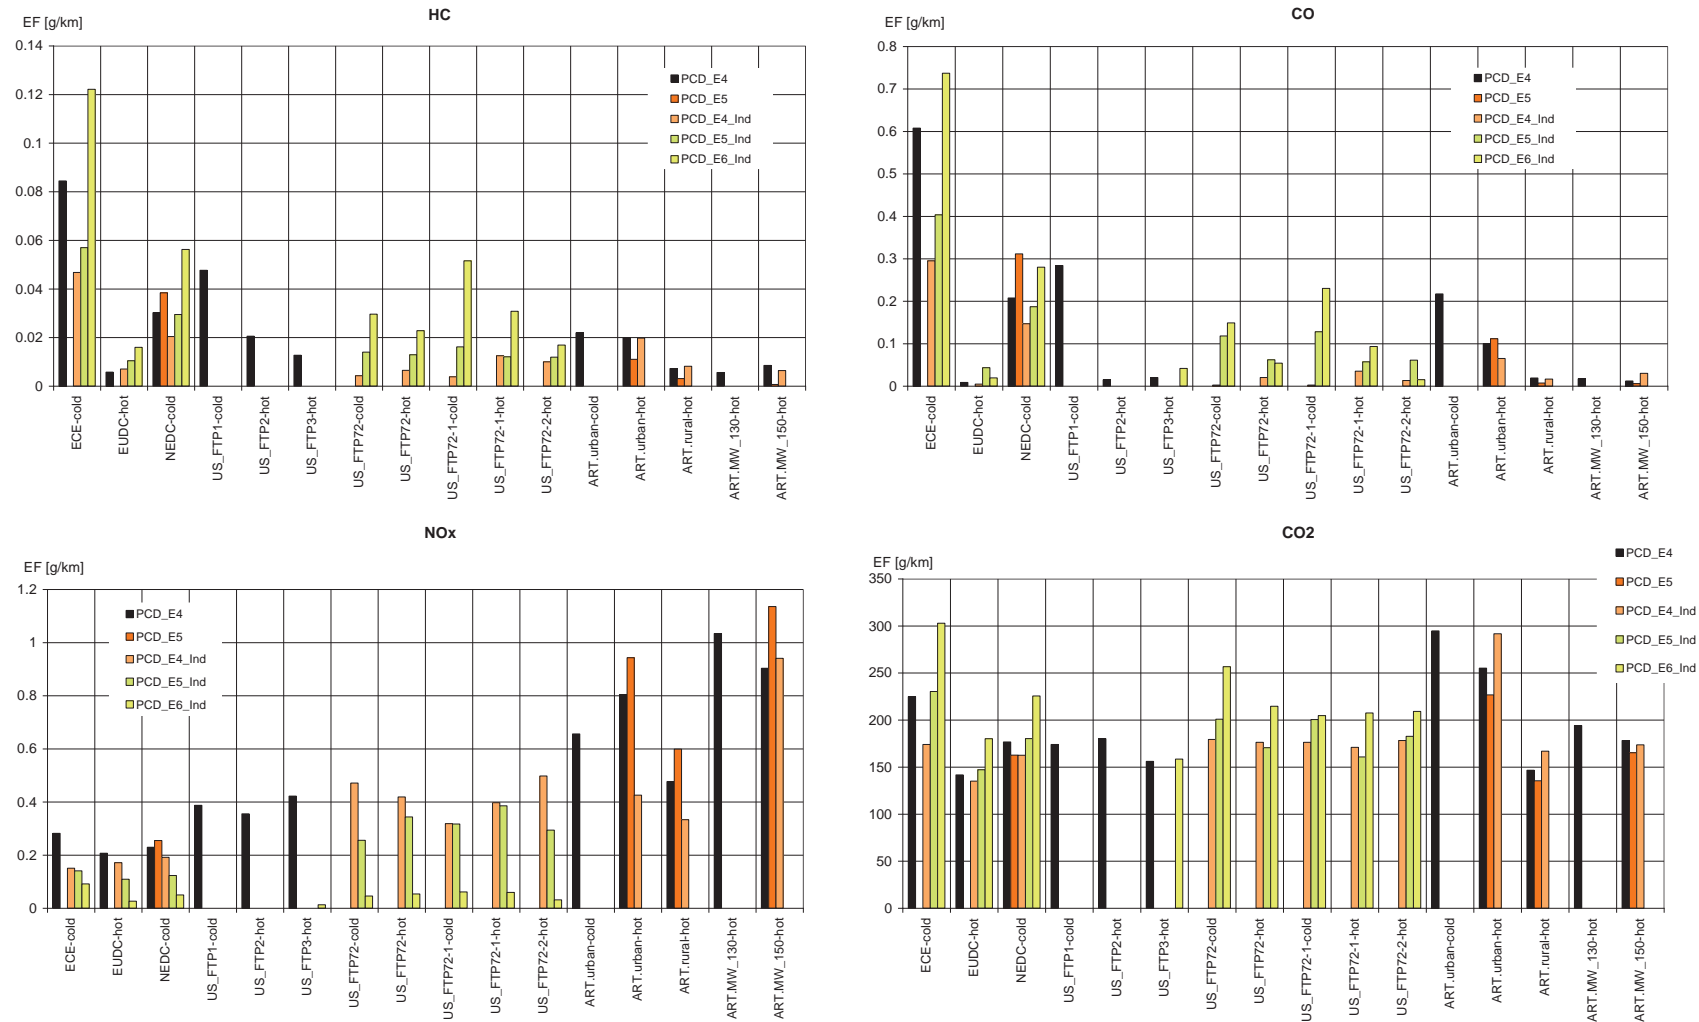 HC
EF [g/km]
0.14
0.12
0.1
0.08
0.06
0.04
0.02
0
PCD_E4
PCD_E5
PCD_E4_Ind
PCD_E5_Ind
PCD_E6_Ind
ECE-cold
EUDC-hot
NEDC-cold
US_FTP1-cold
US_FTP2-hot
US_FTP3-hot
US_FTP72-cold
US_FTP72-hot
US_FTP72-1-cold
US_FTP72-1-hot
US_FTP72-2-hot
ART.urban-cold
ART.urban-hot
ART.rural-hot
ART.MW_130-hot
ART.MW_150-hot
CO
EF [g/km]
0.8
0.7
0.6
0.5
0.4
0.3
0.2
0.1
0
PCD_E4
PCD_E5
PCD_E4_Ind
PCD_E5_Ind
PCD_E6_Ind
ECE-cold
EUDC-hot
NEDC-cold
US_FTP1-cold
US_FTP2-hot
US_FTP3-hot
US_FTP72-cold
US_FTP72-hot
US_FTP72-1-cold
US_FTP72-1-hot
US_FTP72-2-hot
ART.urban-cold
ART.urban-hot
ART.rural-hot
ART.MW_130-hot
ART.MW_150-hot
NOx
EF [g/km]
1.2
1
0.8
0.6
0.4
0.2
0
PCD_E4
PCD_E5
PCD_E4_Ind
PCD_E5_Ind
PCD_E6_Ind
ECE-cold
EUDC-hot
NEDC-cold
US_FTP1-cold
US_FTP2-hot
US_FTP3-hot
US_FTP72-cold
US_FTP72-hot
US_FTP72-1-cold
US_FTP72-1-hot
US_FTP72-2-hot
ART.urban-cold
ART.urban-hot
ART.rural-hot
ART.MW_130-hot
ART.MW_150-hot
CO2
EF [g/km]
350
300
250
200
150
100
50
0
PCD_E4
PCD_E5
PCD_E4_Ind
PCD_E5_Ind
PCD_E6_Ind
ECE-cold
EUDC-hot
NEDC-cold
US_FTP1-cold
US_FTP2-hot
US_FTP3-hot
US_FTP72-cold
US_FTP72-hot
US_FTP72-1-cold
US_FTP72-1-hot
US_FTP72-2-hot
ART.urban-cold
ART.urban-hot
ART.rural-hot
ART.MW_130-hot
ART.MW_150-hot